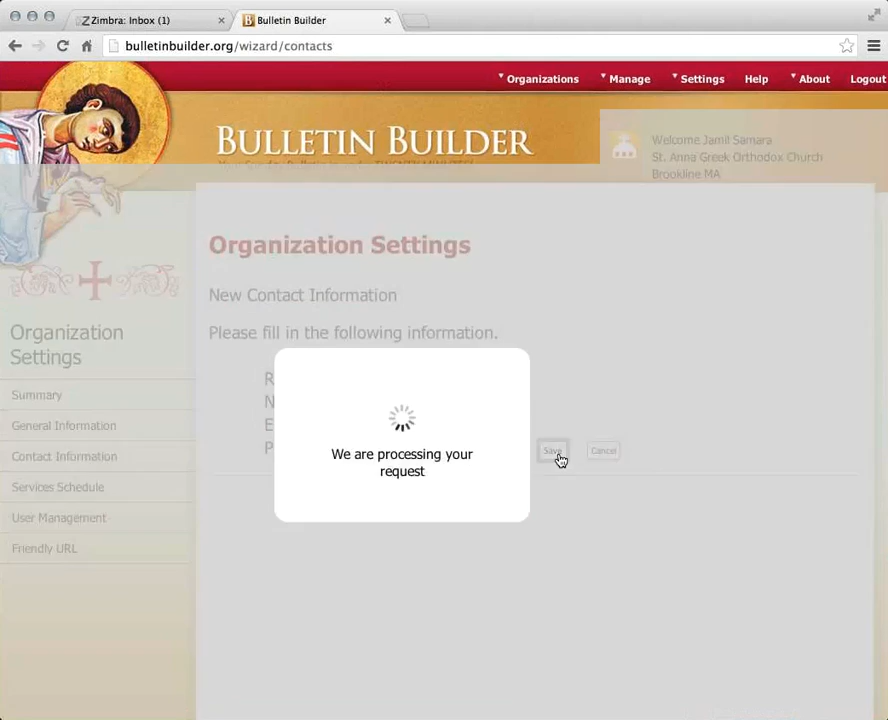 Zimbra: Inbox (1)
Bulletin Builder
bulletinbuilder.org/wizard/contacts
Organizations
Manage
Settings
Help
About
Logout
BULLETIN BUILDER
Welcome Jamil Samara
St. Anna Greek Orthodox Church
Brookline MA
Organization Settings
New Contact Information
Please fill in the following information.
R
N
E
P
Save
Cancel
We are processing your
request
Organization
Settings
Summary
General Information
Contact Information
Services Schedule
User Management
Friendly URL